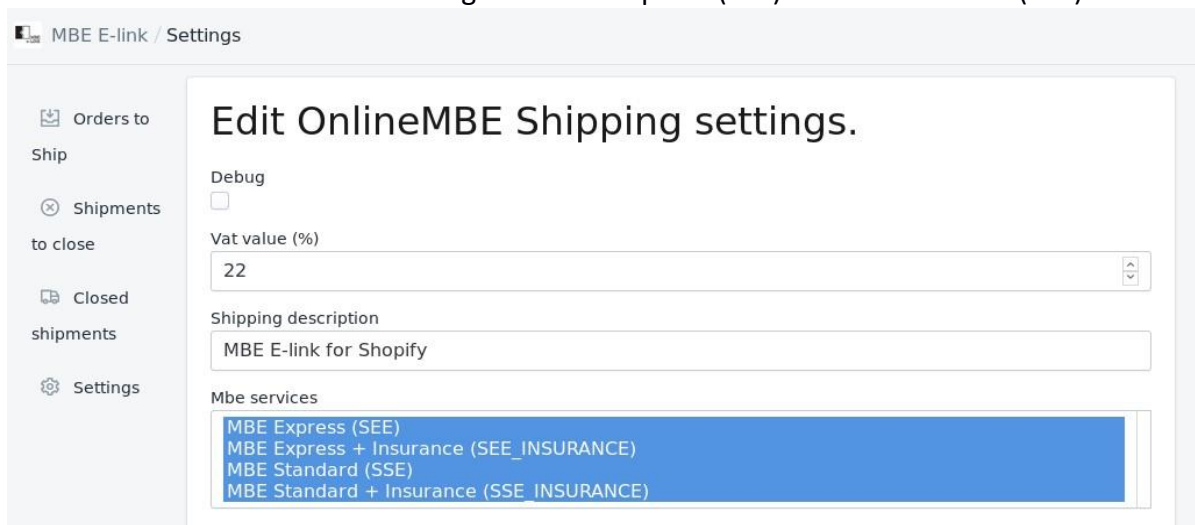 MBE E-link / Settings
Orders to
Ship
Shipments
to close
Closed
shipments
Settings
Edit OnlineMBE Shipping settings.
Debug
Vat value (%)
22
Shipping description
MBE E-link for Shopify
Mbe services
MBE Express (SEE)
MBE Express + Insurance (SEE_INSURANCE)
MBE Standard (SSE)
MBE Standard + Insurance (SSE_INSURANCE)